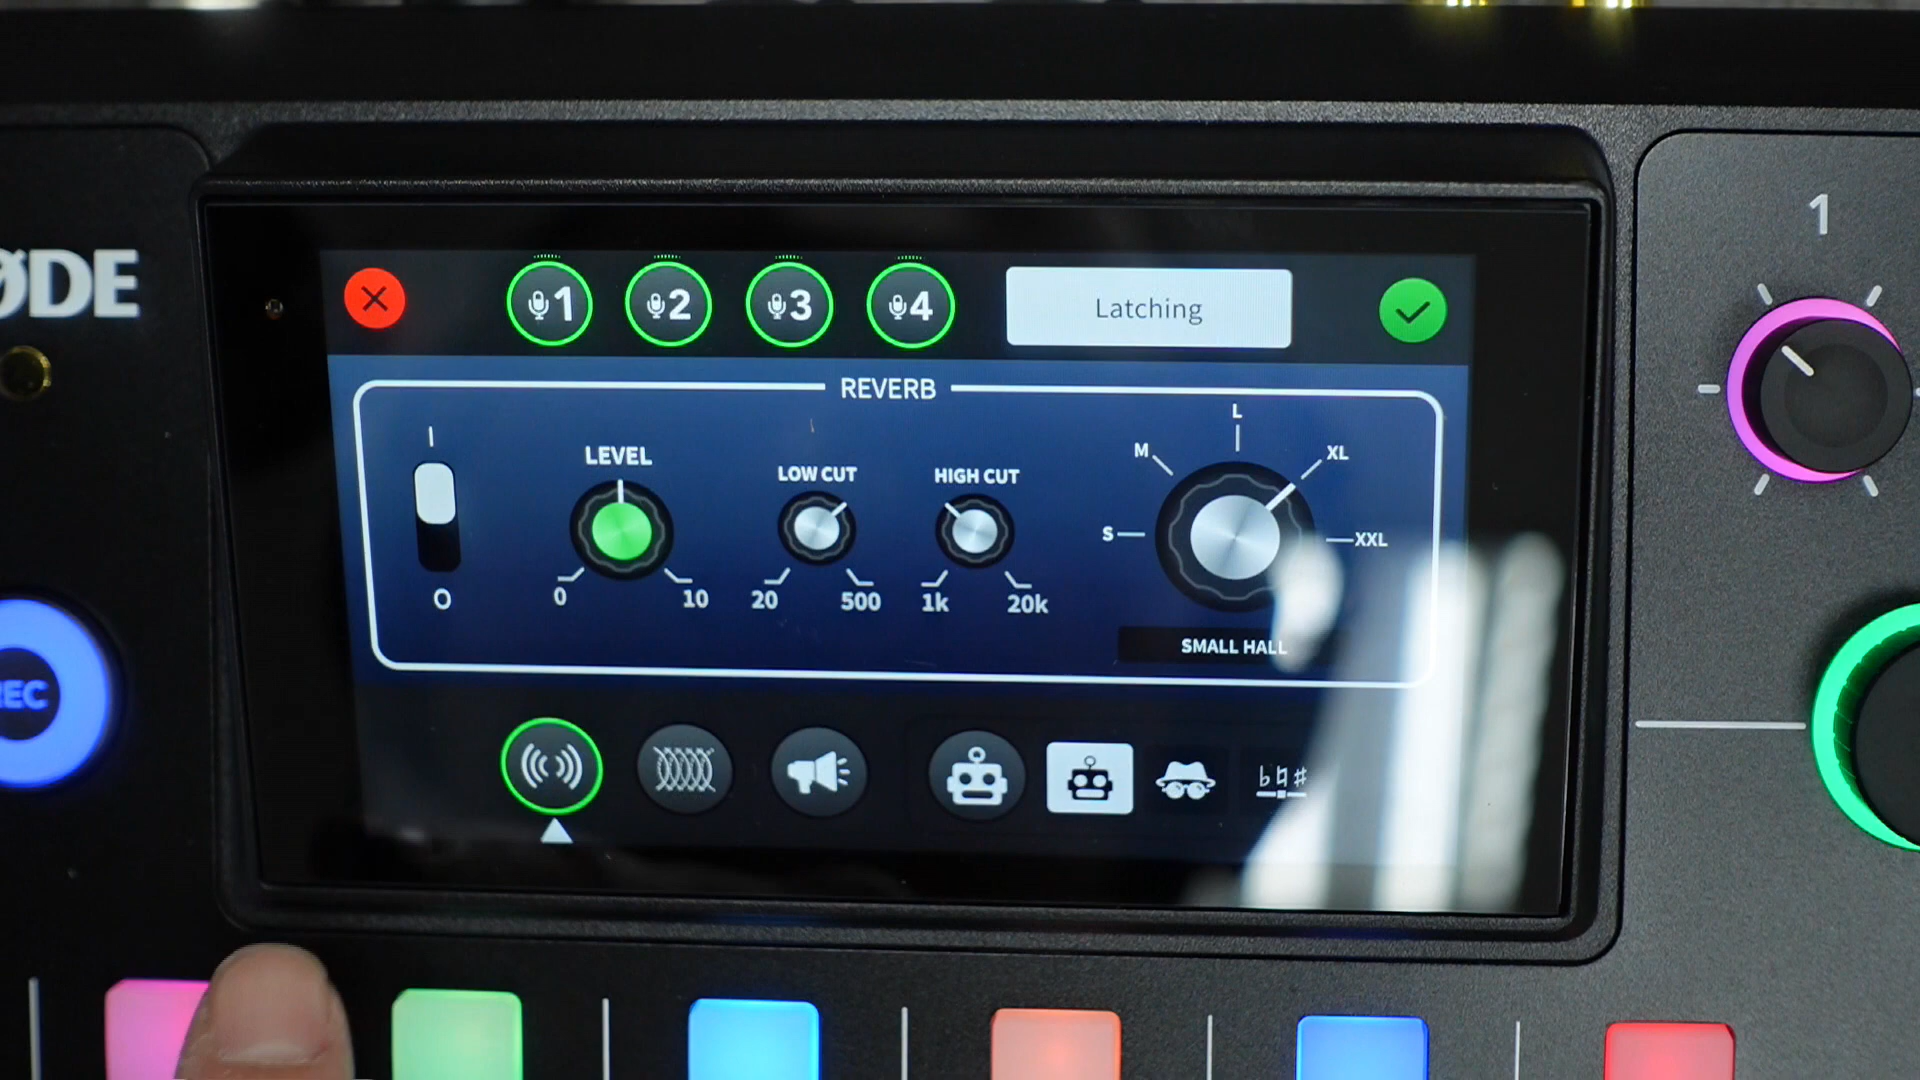 ØDE
1
1 2 3 4 Latching
REVERB
I
LEVEL
LOW CUT
HIGH CUT
S M L XL XXL
O
0 10
20 500
1k 20k
SMALL HALL
REC
♭♮♯